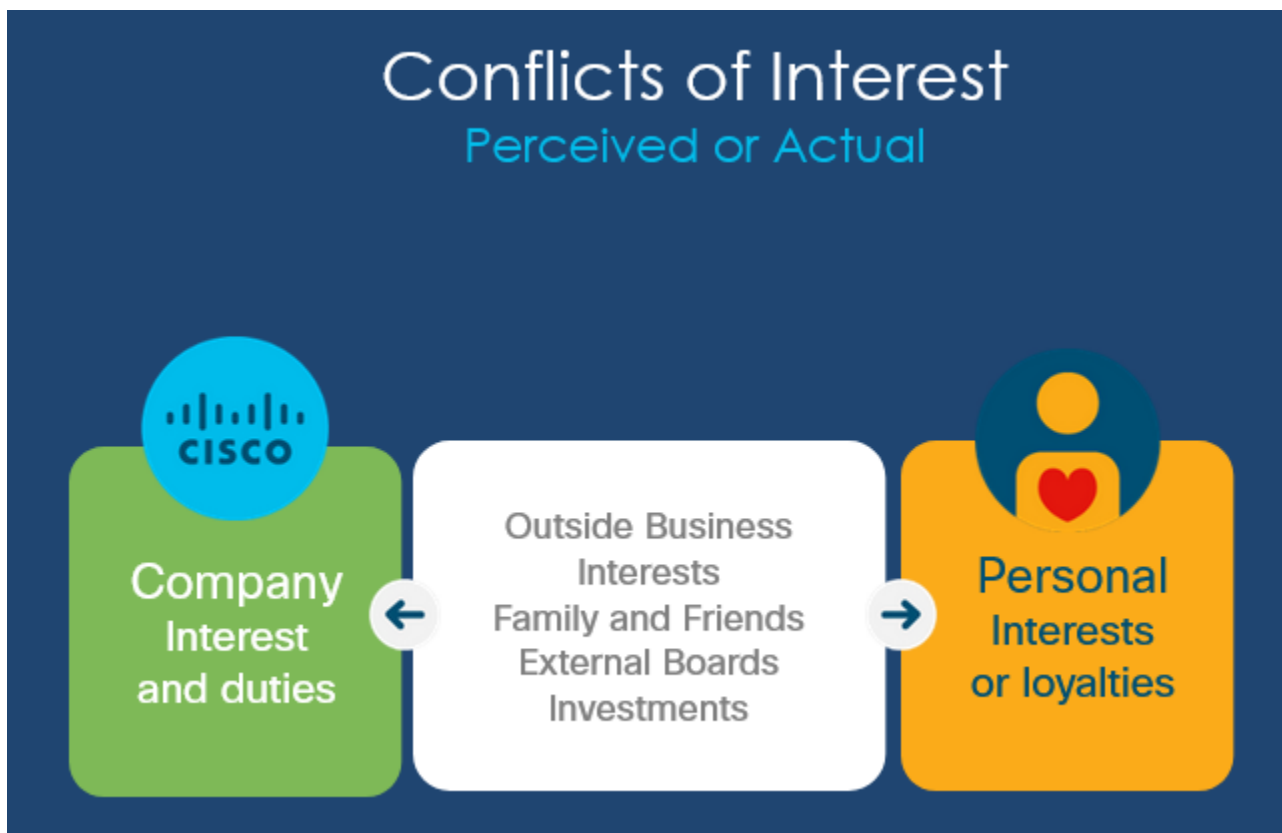 Conflicts of Interest
Perceived or Actual
CISCO
Company
Interest
and duties
Outside Business
Interests
Family and Friends
External Boards
Investments
Personal
Interests
or loyalties